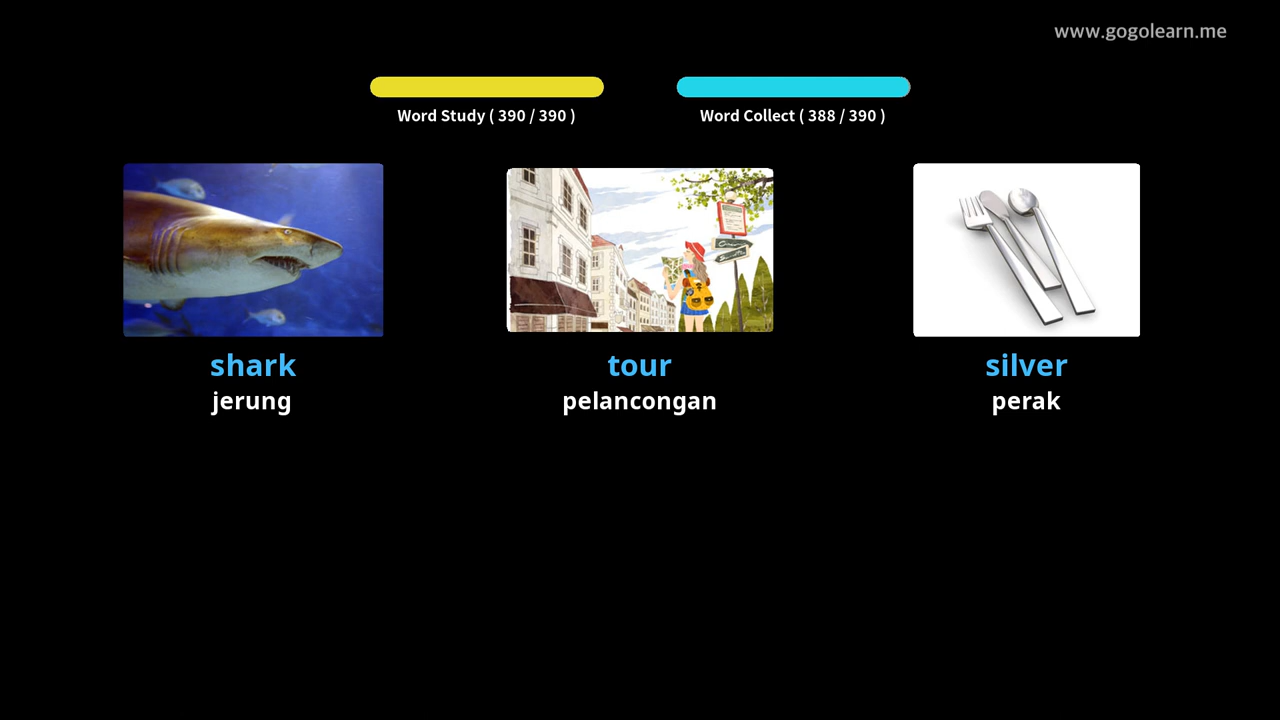 www.gogolearn.me
Word Study ( 390 / 390 )
Word Collect ( 388 / 390 )
shark
jerung
tour
pelancongan
silver
perak